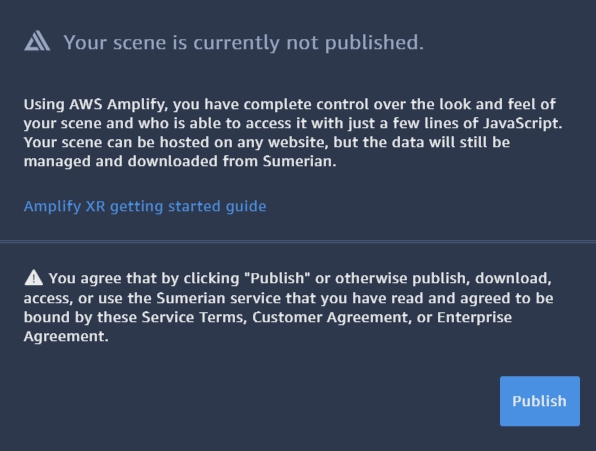 Your scene is currently not published.
Using AWS Amplify, you have complete control over the look and feel of
your scene and who is able to access it with just a few lines of JavaScript.
Your scene can be hosted on any website, but the data will still be
managed and downloaded from Sumerian.
Amplify XR getting started guide
You agree that by clicking "Publish" or otherwise publish, download,
access, or use the Sumerian service that you have read and agreed to be
bound by these Service Terms, Customer Agreement, or Enterprise
Agreement.
Publish